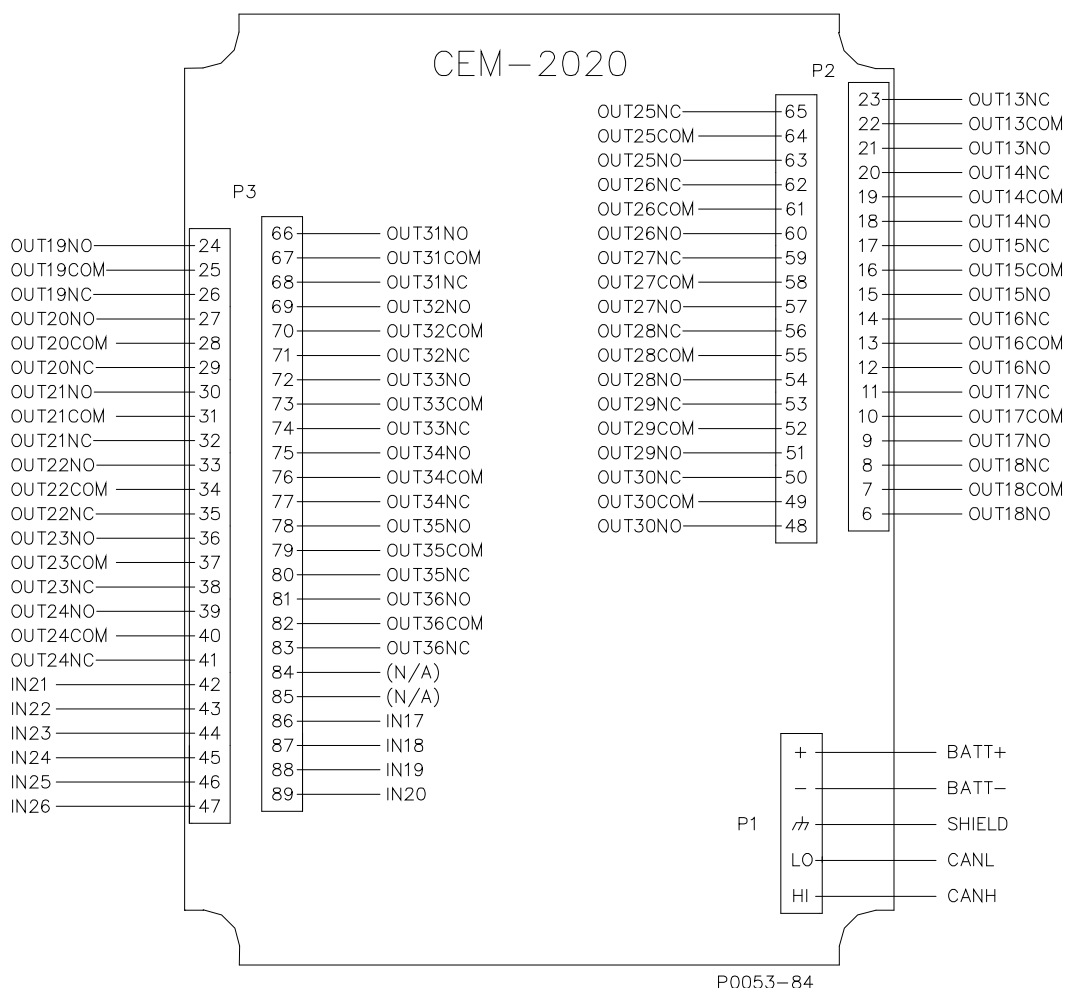 CEM-2020
P3
OUT19NO 24
OUT19COM 25
OUT19NC 26
OUT20NO 27
OUT20COM 28
OUT20NC 29
OUT21NO 30
OUT21COM 31
OUT21NC 32
OUT22NO 33
OUT22COM 34
OUT22NC 35
OUT23NO 36
OUT23COM 37
OUT23NC 38
OUT24NO 39
OUT24COM 40
OUT24NC 41
IN21 42
IN22 43
IN23 44
IN24 45
IN25 46
IN26 47
66 OUT31NO
67 OUT31COM
68 OUT31NC
69 OUT32NO
70 OUT32COM
71 OUT32NC
72 OUT33NO
73 OUT33COM
74 OUT33NC
75 OUT34NO
76 OUT34COM
77 OUT34NC
78 OUT35NO
79 OUT35COM
80 OUT35NC
81 OUT36NO
82 OUT36COM
83 OUT36NC
84 (N/A)
85 (N/A)
86 IN17
87 IN18
88 IN19
89 IN20
P2
OUT25NC 65
OUT25COM 64
OUT25NO 63
OUT26NC 62
OUT26COM 61
OUT26NO 60
OUT27NC 59
OUT27COM 58
OUT27NO 57
OUT28NC 56
OUT28COM 55
OUT28NO 54
OUT29NC 53
OUT29COM 52
OUT29NO 51
OUT30NC 50
OUT30COM 49
OUT30NO 48
23 OUT13NC
22 OUT13COM
21 OUT13NO
20 OUT14NC
19 OUT14COM
18 OUT14NO
17 OUT15NC
16 OUT15COM
15 OUT15NO
14 OUT16NC
13 OUT16COM
12 OUT16NO
11 OUT17NC
10 OUT17COM
9 OUT17NO
8 OUT18NC
7 OUT18COM
6 OUT18NO
P1
+ BATT+
- BATT-
SHIELD
LO CANL
HI CANH
P0053-84